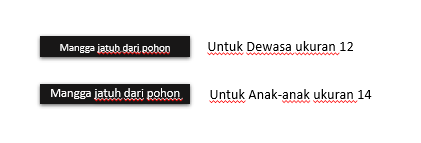 Mangga jatuh dari pohon
Untuk Dewasa ukuran 12
Mangga jatuh dari pohon
Untuk Anak-anak ukuran 14